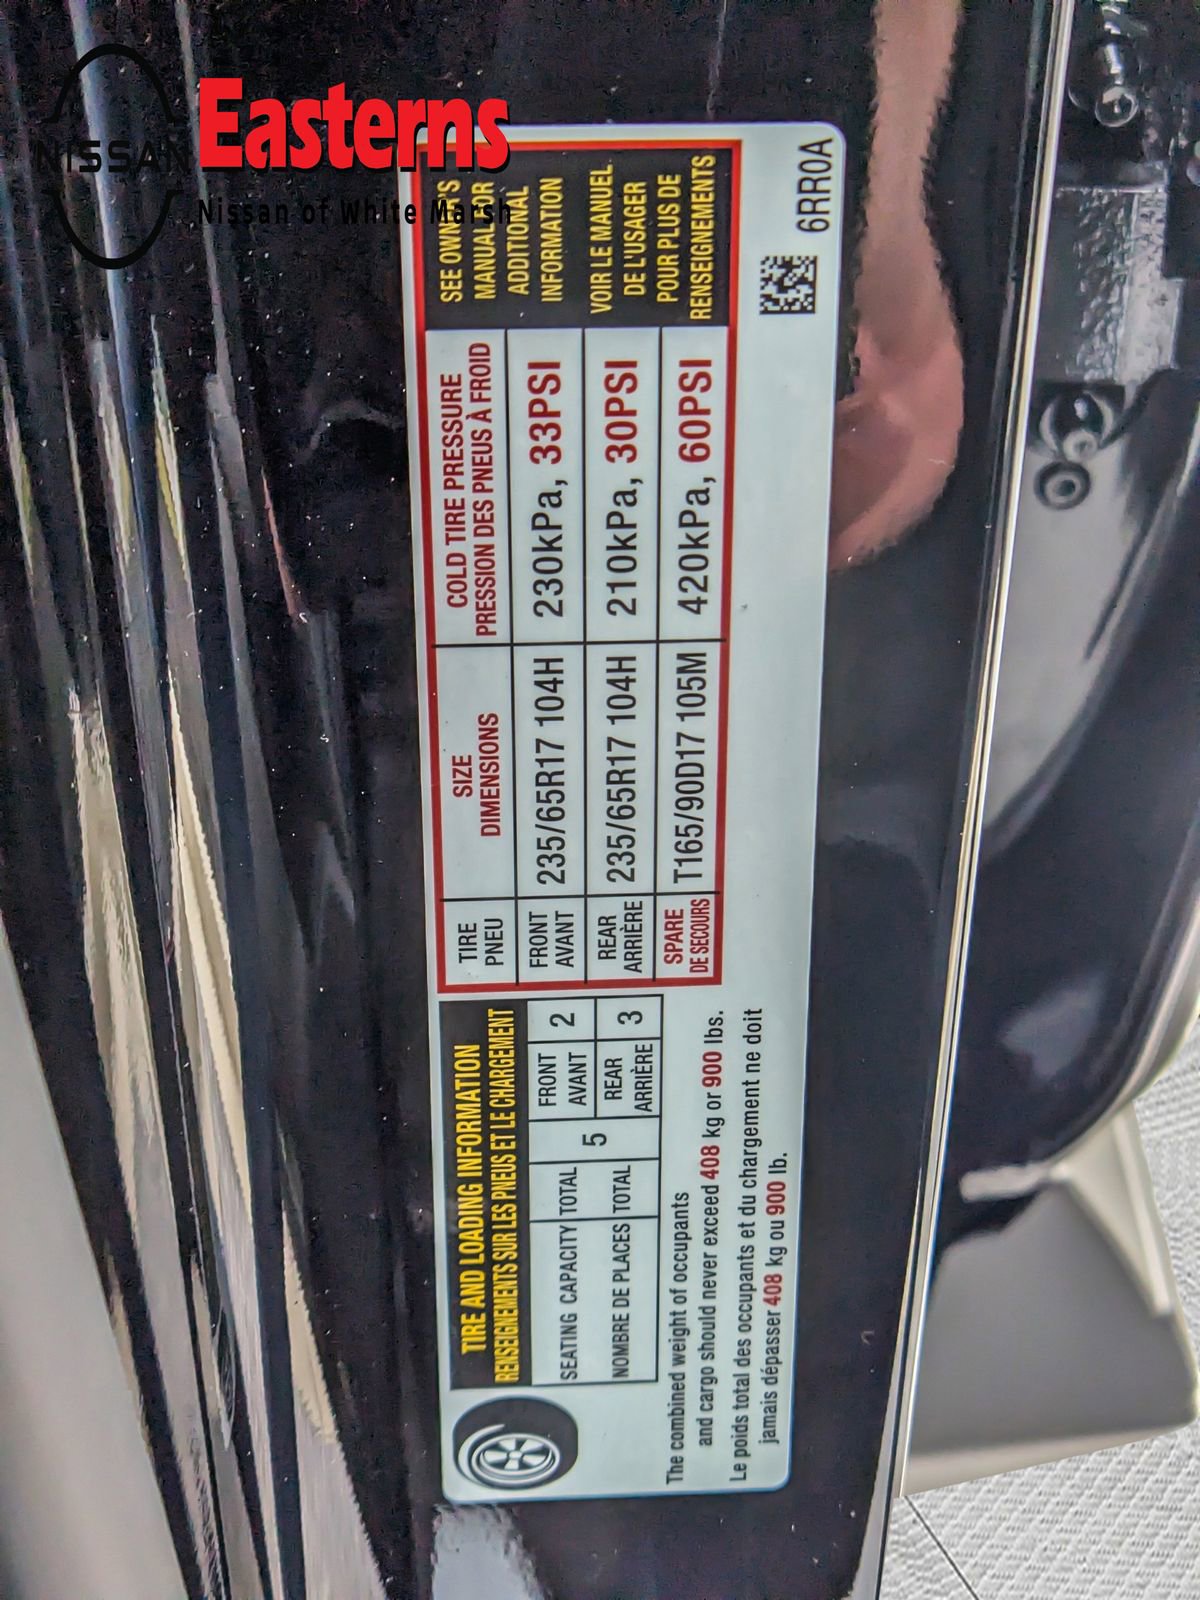 NISSAN
Easterns
Nissan of White Marsh
TIRE AND LOADING INFORMATION
RENSEIGNEMENTS SUR LES PNEUS ET LE CHARGEMENT
SEATING CAPACITY TOTAL 5 FRONT 2
AVANT
NOMBRE DE PLACES TOTAL REAR 3
ARRIÈRE
The combined weight of occupants
and cargo should never exceed 408 kg or 900 lbs.
Le poids total des occupants et du chargement ne doit
jamais dépasser 408 kg ou 900 lb.
TIRE SIZE COLD TIRE PRESSURE
PNEU DIMENSIONS PRESSION DES PNEUS À FROID
FRONT 235/65R17 104H 230kPa, 33PSI
AVANT
REAR 235/65R17 104H 210kPa, 30PSI
ARRIÈRE
SPARE T165/90D17 105M 420kPa, 60PSI
DE SECOURS
SEE OWNER'S
MANUAL FOR
ADDITIONAL
INFORMATION
VOIR LE MANUEL
DE L'USAGER
POUR PLUS DE
RENSEIGNEMENTS
6RR0A